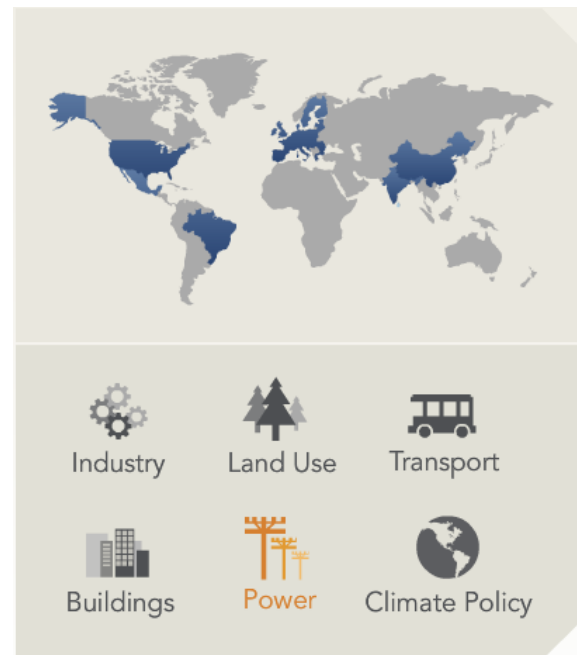 Industry
Land Use
Transport
Buildings
Power
Climate Policy